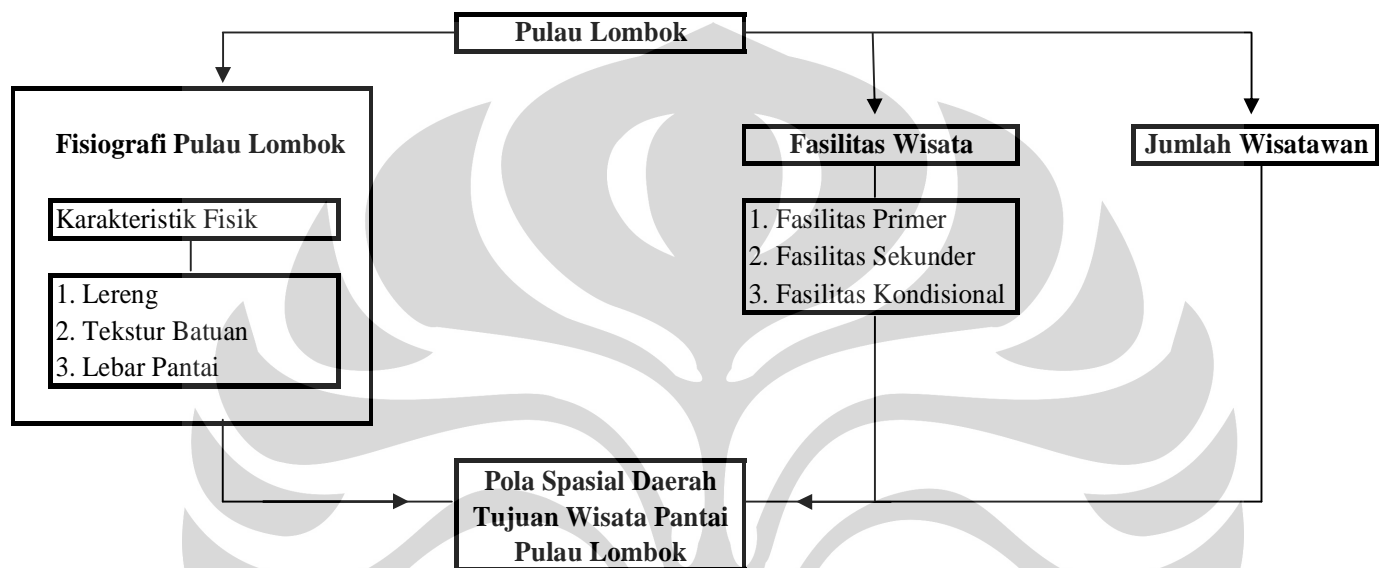 Pulau Lombok
Fisiografi Pulau Lombok
Karakteristik Fisik
1. Lereng
2. Tekstur Batuan
3. Lebar Pantai
Fasilitas Wisata
1. Fasilitas Primer
2. Fasilitas Sekunder
3. Fasilitas Kondisional
Jumlah Wisatawan
Pola Spasial Daerah
Tujuan Wisata Pantai
Pulau Lombok